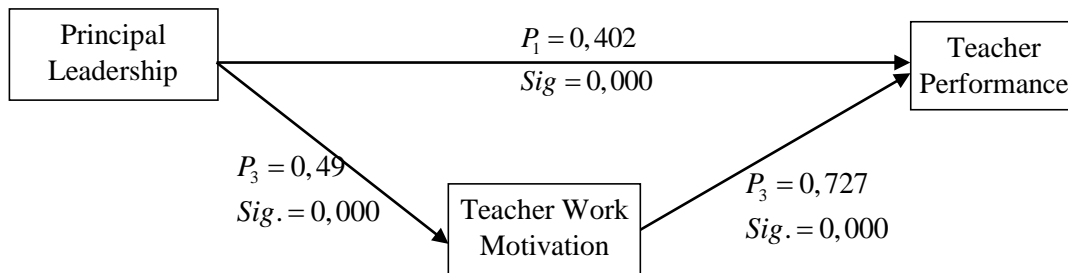 Principal
Leadership
P₁ = 0,402
Sig = 0,000
Teacher
Performance
P₃ = 0,49
Sig. = 0,000
Teacher Work
Motivation
P₃ = 0,727
Sig. = 0,000